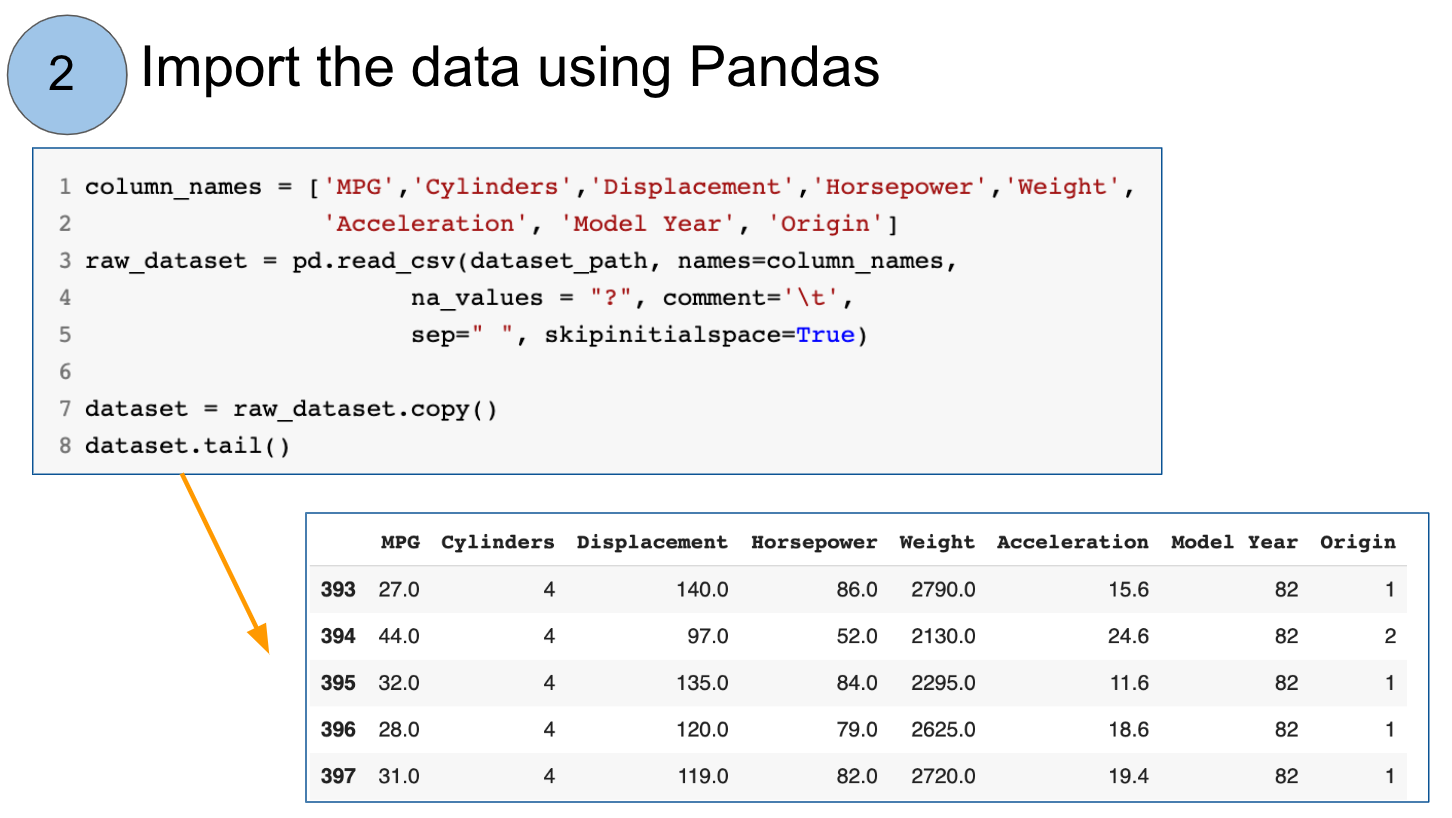 2
Import the data using Pandas
1 column_names = ['MPG','Cylinders','Displacement','Horsepower','Weight',
2 'Acceleration', 'Model Year', 'Origin']
3 raw_dataset = pd.read_csv(dataset_path, names=column_names,
4 na_values = "?", comment='\t',
5 sep=" ", skipinitialspace=True)
6
7 dataset = raw_dataset.copy()
8 dataset.tail()
MPG Cylinders Displacement Horsepower Weight Acceleration Model Year Origin
393 27.0 4 140.0 86.0 2790.0 15.6 82 1
394 44.0 4 97.0 52.0 2130.0 24.6 82 2
395 32.0 4 135.0 84.0 2295.0 11.6 82 1
396 28.0 4 120.0 79.0 2625.0 18.6 82 1
397 31.0 4 119.0 82.0 2720.0 19.4 82 1